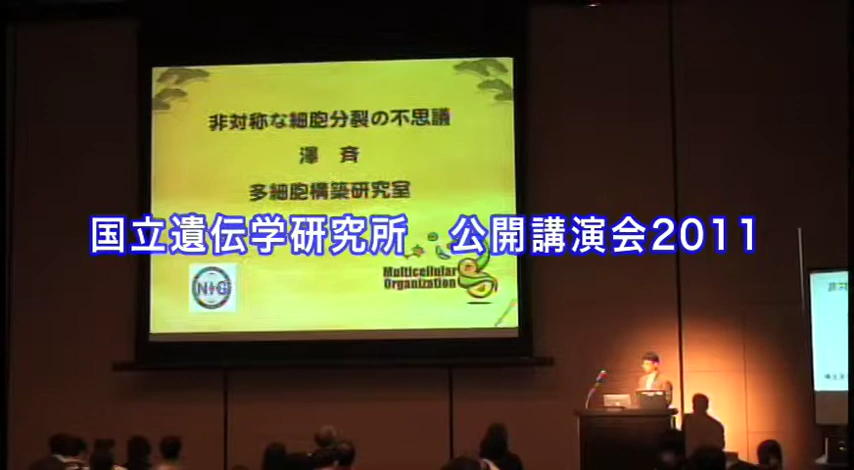 非対称な細胞分裂の不思議
澤 斉
多細胞構築研究室
国立遺伝学研究所 公開講演会2011
Multicellular
Organization
NIG